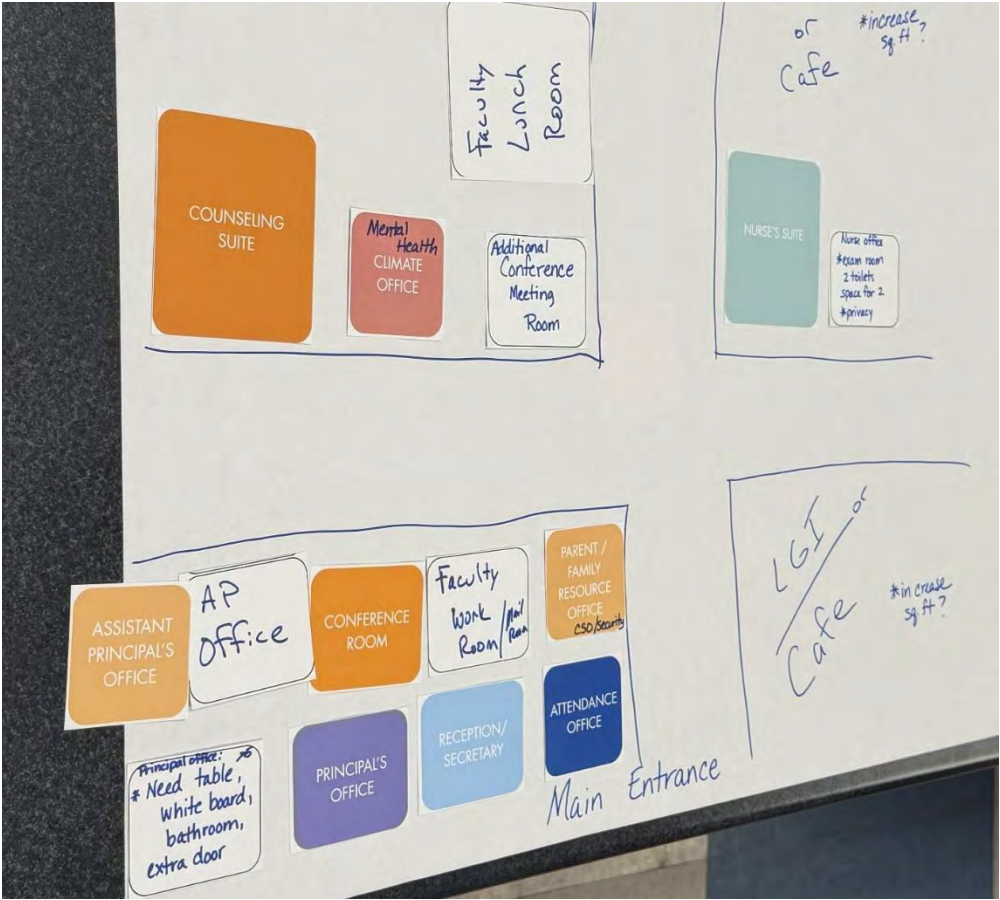 Faculty
Lunch
Room
or
Cafe
*increase
sq.ft?
COUNSELING
SUITE
Mental
Health
CLIMATE
OFFICE
Additional
Conference
Meeting
Room
NURSE'S SUITE
Nurse office
*exam room
2 toilets
space for 2
*privacy
ASSISTANT
PRINCIPAL'S
OFFICE
AP
Office
CONFERENCE
ROOM
Faculty
Work
Room/Mail
Room
PARENT /
FAMILY
RESOURCE
OFFICE
CSO/Security
LGI or
Cafe
*increase
sq.ft?
Principal office:
* Need table,
white board,
bathroom,
extra door
PRINCIPAL'S
OFFICE
RECEPTION/
SECRETARY
ATTENDANCE
OFFICE
Main Entrance